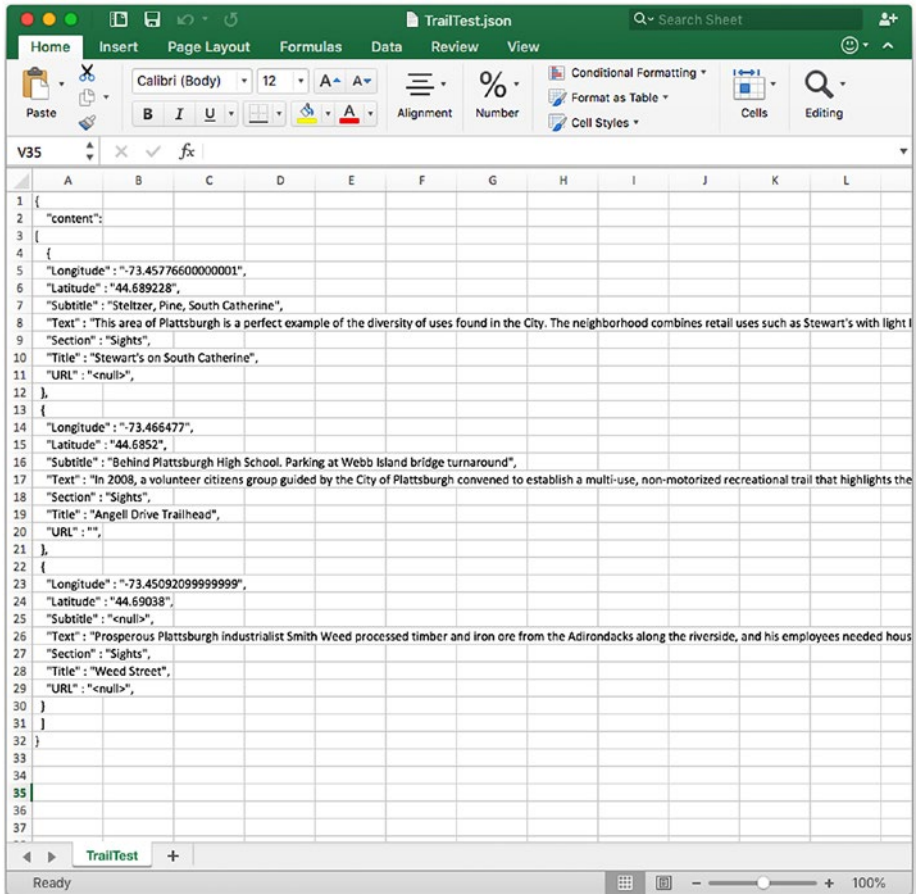 TrailTest.json
Search Sheet
Home Insert Page Layout Formulas Data Review View
Paste
Calibri (Body) 12 A A
B I U A
Alignment
%
Number
Conditional Formatting
Format as Table
Cell Styles
Cells
Editing
V35 fx
A B C D E F G H I J K L
1 {
2 "content":
3 [
4 {
5 "Longitude" : "-73.45776600000001",
6 "Latitude" : "44.689228",
7 "Subtitle" : "Steltzer, Pine, South Catherine",
8 "Text" : "This area of Plattsburgh is a perfect example of the diversity of uses found in the City. The neighborhood combines retail uses such as Stewart's with light
9 "Section" : "Sights",
10 "Title" : "Stewart's on South Catherine",
11 "URL" : "<null>",
12 },
13 {
14 "Longitude" : "-73.466477",
15 "Latitude" : "44.6852",
16 "Subtitle" : "Behind Plattsburgh High School. Parking at Webb Island bridge turnaround",
17 "Text" : "In 2008, a volunteer citizens group guided by the City of Plattsburgh convened to establish a multi-use, non-motorized recreational trail that highlights the
18 "Section" : "Sights",
19 "Title" : "Angell Drive Trailhead",
20 "URL" : "",
21 },
22 {
23 "Longitude" : "-73.45092099999999",
24 "Latitude" : "44.69038",
25 "Subtitle" : "<null>",
26 "Text" : "Prosperous Plattsburgh industrialist Smith Weed processed timber and iron ore from the Adirondacks along the riverside, and his employees needed hous
27 "Section" : "Sights",
28 "Title" : "Weed Street",
29 "URL" : "<null>",
30 }
31 ]
32 }
33
34
35
36
37
TrailTest +
Ready - + 100%